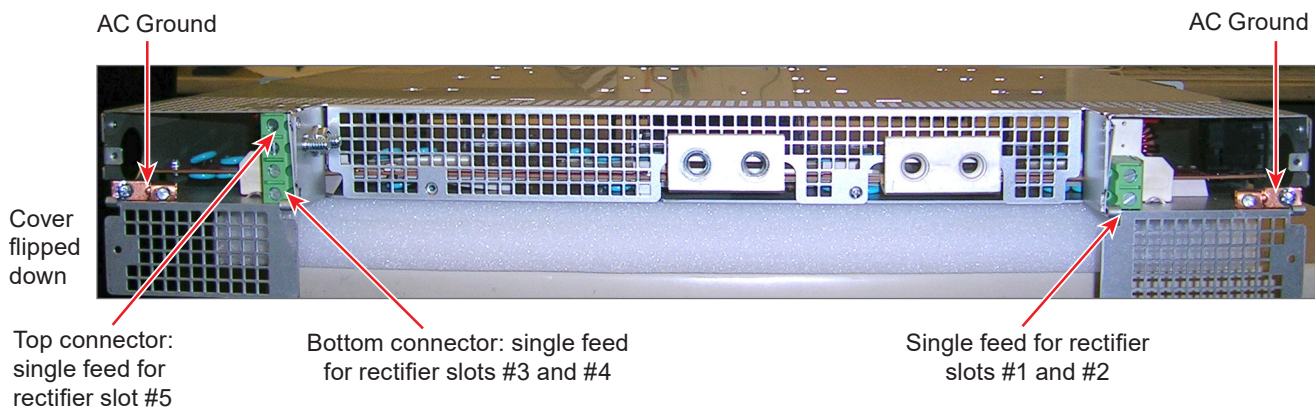 AC Ground
AC Ground
Cover
flipped
down
Top connector:
single feed for
rectifier slot #5
Bottom connector: single feed
for rectifier slots #3 and #4
Single feed for rectifier
slots #1 and #2